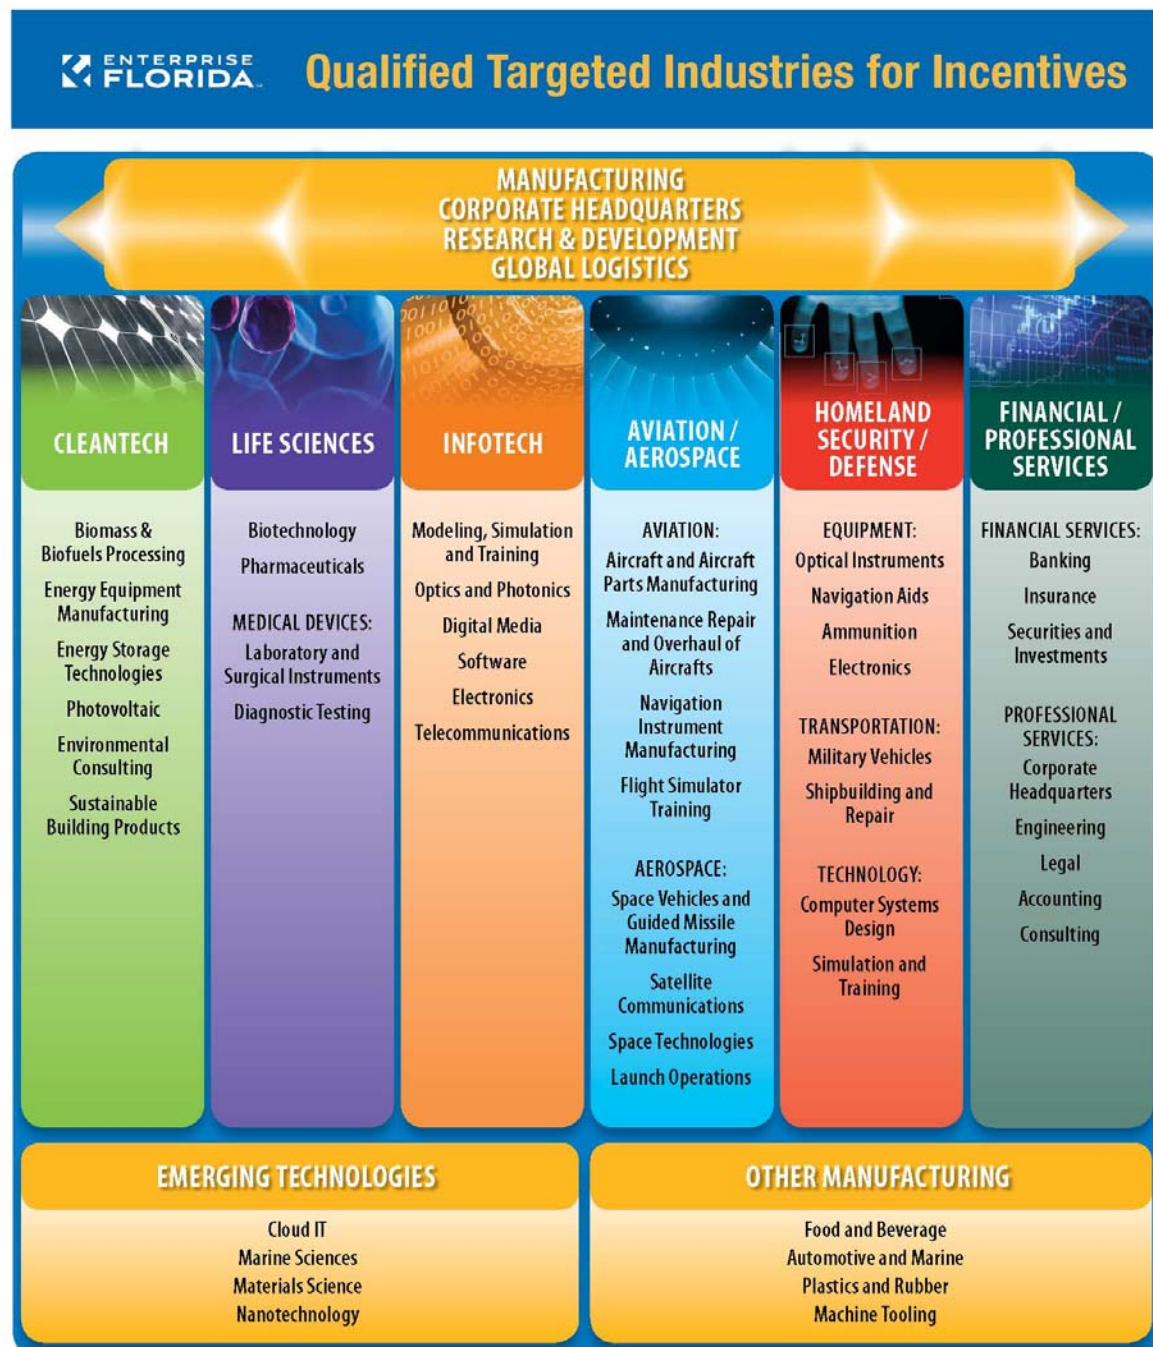 ENTERPRISE
FLORIDA
Qualified Targeted Industries for Incentives
MANUFACTURING
CORPORATE HEADQUARTERS
RESEARCH & DEVELOPMENT
GLOBAL LOGISTICS
CLEANTECH
Biomass &
Biofuels Processing
Energy Equipment
Manufacturing
Energy Storage
Technologies
Photovoltaic
Environmental
Consulting
Sustainable
Building Products
LIFE SCIENCES
Biotechnology
Pharmaceuticals
MEDICAL DEVICES:
Laboratory and
Surgical Instruments
Diagnostic Testing
INFOTECH
Modeling, Simulation
and Training
Optics and Photonics
Digital Media
Software
Electronics
Telecommunications
AVIATION /
AEROSPACE
AVIATION:
Aircraft and Aircraft
Parts Manufacturing
Maintenance Repair
and Overhaul of
Aircrafts
Navigation
Instrument
Manufacturing
Flight Simulator
Training
AEROSPACE:
Space Vehicles and
Guided Missile
Manufacturing
Satellite
Communications
Space Technologies
Launch Operations
HOMELAND
SECURITY /
DEFENSE
EQUIPMENT:
Optical Instruments
Navigation Aids
Ammunition
Electronics
TRANSPORTATION:
Military Vehicles
Shipbuilding and
Repair
TECHNOLOGY:
Computer Systems
Design
Simulation and
Training
FINANCIAL /
PROFESSIONAL
SERVICES
FINANCIAL SERVICES:
Banking
Insurance
Securities and
Investments
PROFESSIONAL
SERVICES:
Corporate
Headquarters
Engineering
Legal
Accounting
Consulting
EMERGING TECHNOLOGIES
Cloud IT
Marine Sciences
Materials Science
Nanotechnology
OTHER MANUFACTURING
Food and Beverage
Automotive and Marine
Plastics and Rubber
Machine Tooling